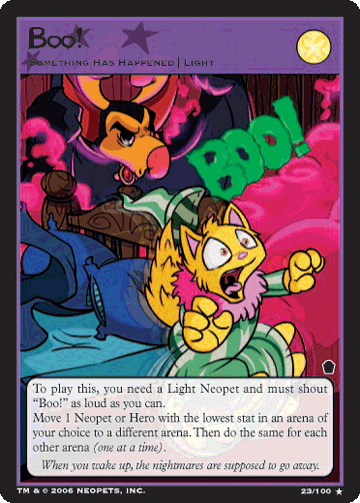 Boo!
Something Has Happened | Light
BOO!
To play this, you need a Light Neopet and must shout
“Boo!” as loud as you can.
Move 1 Neopet or Hero with the lowest stat in an arena of
your choice to a different arena. Then do the same for each
other arena (one at a time).
When you wake up, the nightmares are supposed to go away.
TM & © 2006 NEOPETS, INC.
23/100 ★